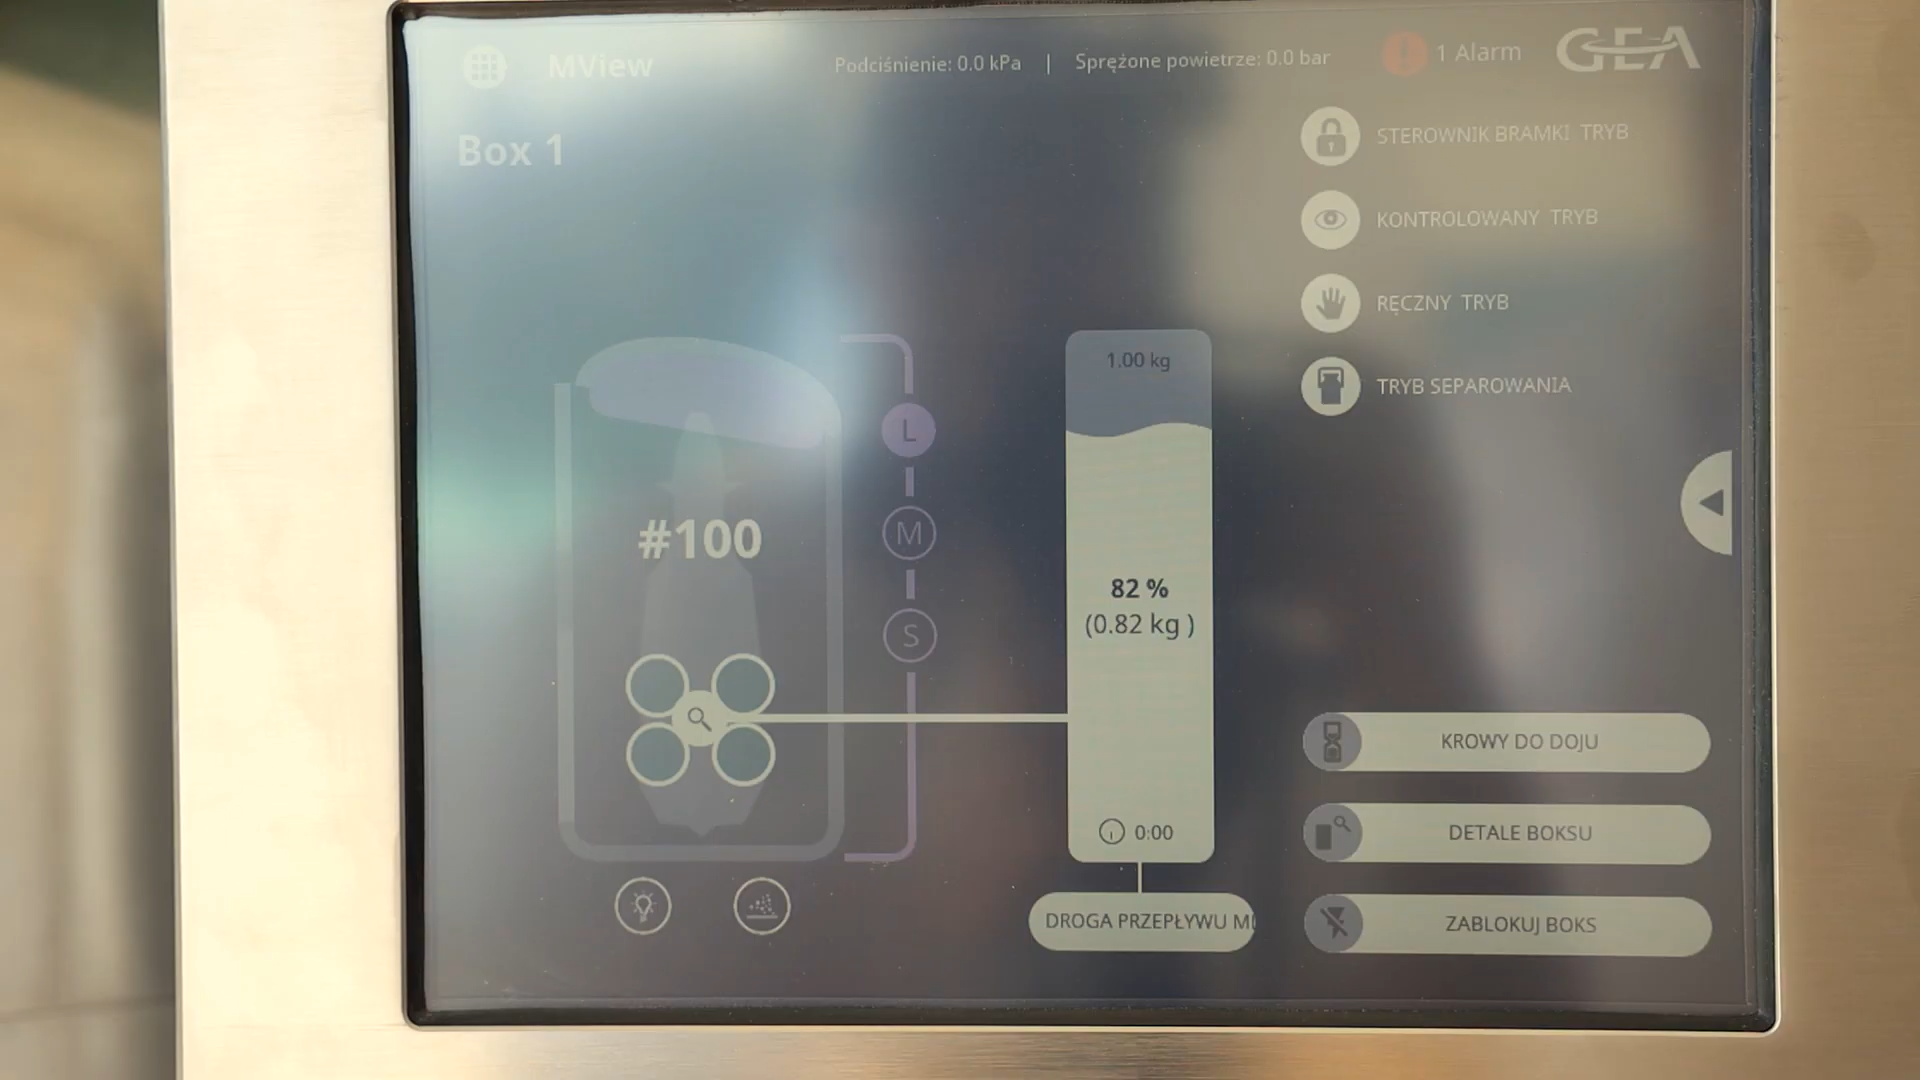 MView
Podciśnienie: 0.0 kPa | Sprężone powietrze: 0.0 bar
1 Alarm
GEA
Box 1
STEROWNIK BRAMKI TRYB
KONTROLOWANY TRYB
RĘCZNY TRYB
TRYB SEPAROWANIA
1.00 kg
L
M
S
#100
82 %
(0.82 kg )
0:00
DROGA PRZEPŁYWU
KROWY DO DOJU
DETALE BOKSU
ZABLOKUJ BOKS